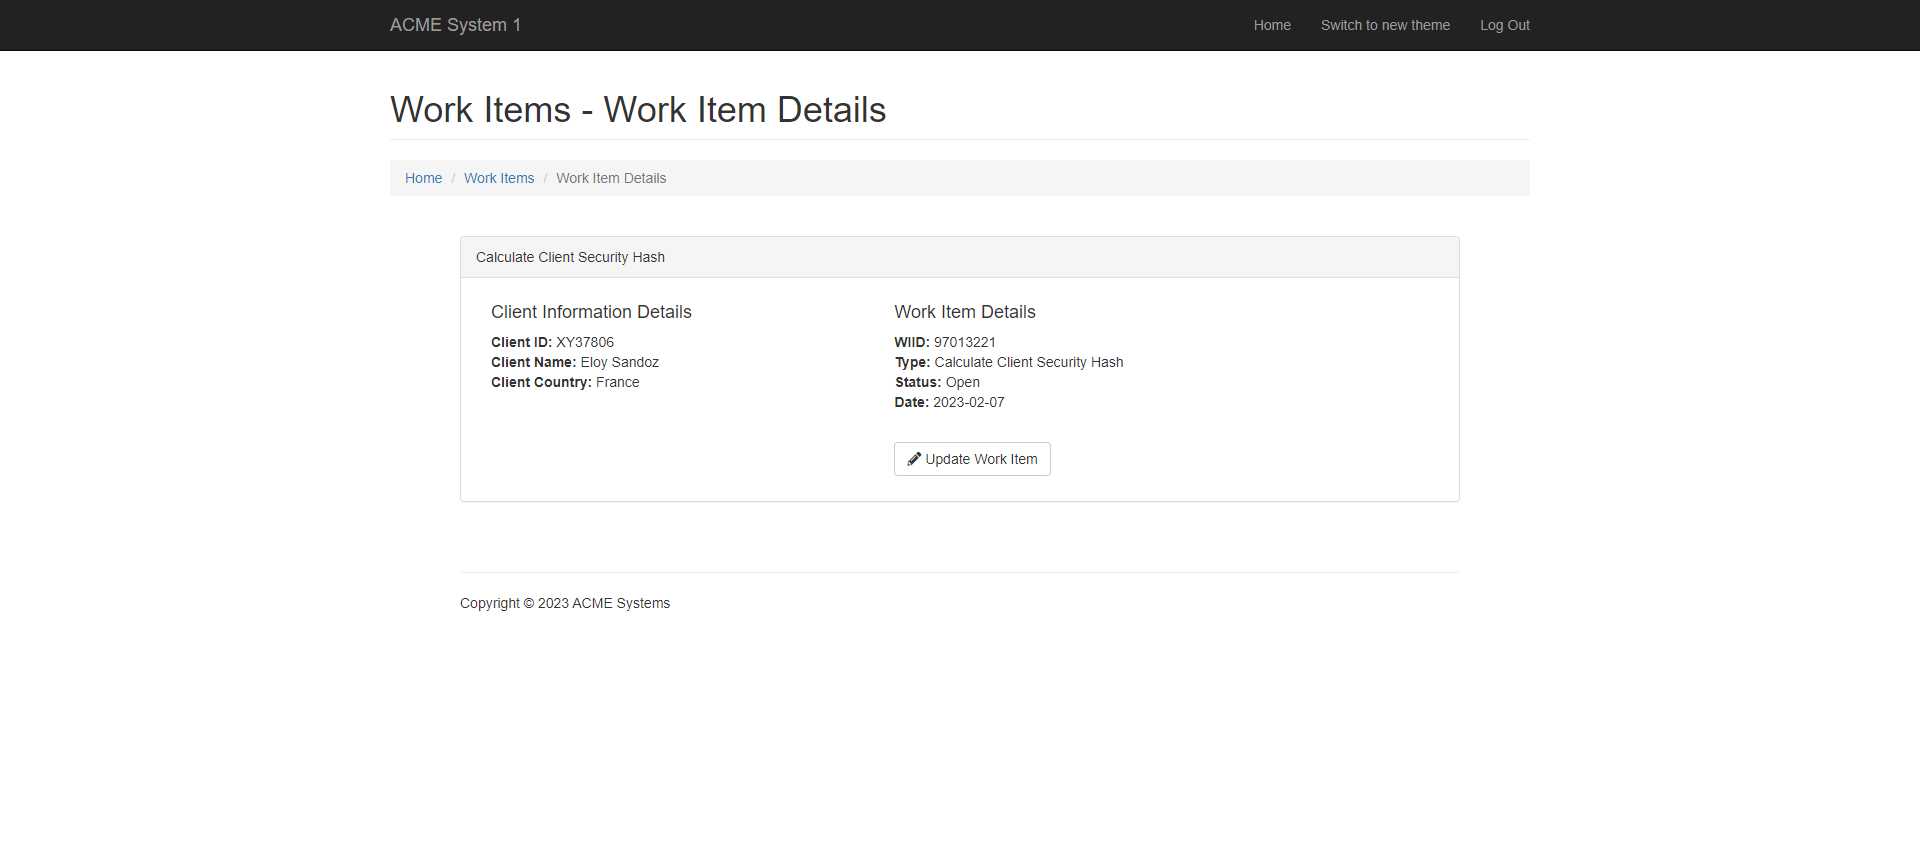 ACME System 1
Home
Switch to new theme
Log Out
Work Items - Work Item Details
Home / Work Items / Work Item Details
Calculate Client Security Hash
Client Information Details
Client ID: XY37806
Client Name: Eloy Sandoz
Client Country: France
Work Item Details
WIID: 97013221
Type: Calculate Client Security Hash
Status: Open
Date: 2023-02-07
Update Work Item
Copyright © 2023 ACME Systems